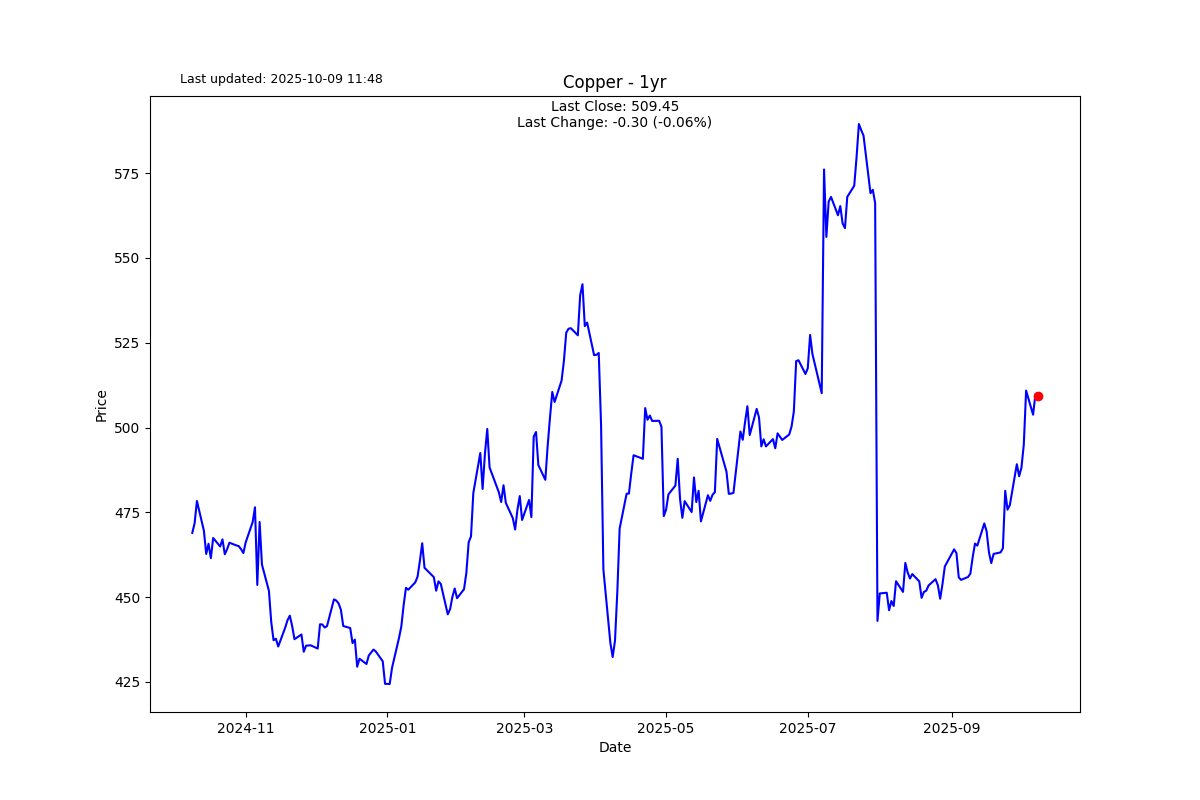 Last updated: 2025-10-09 11:48
Copper - 1yr
Last Close: 509.45
Last Change: -0.30 (-0.06%)
575
550
525
500
475
450
425
Price
2024-11
2025-01
2025-03
2025-05
2025-07
2025-09
Date